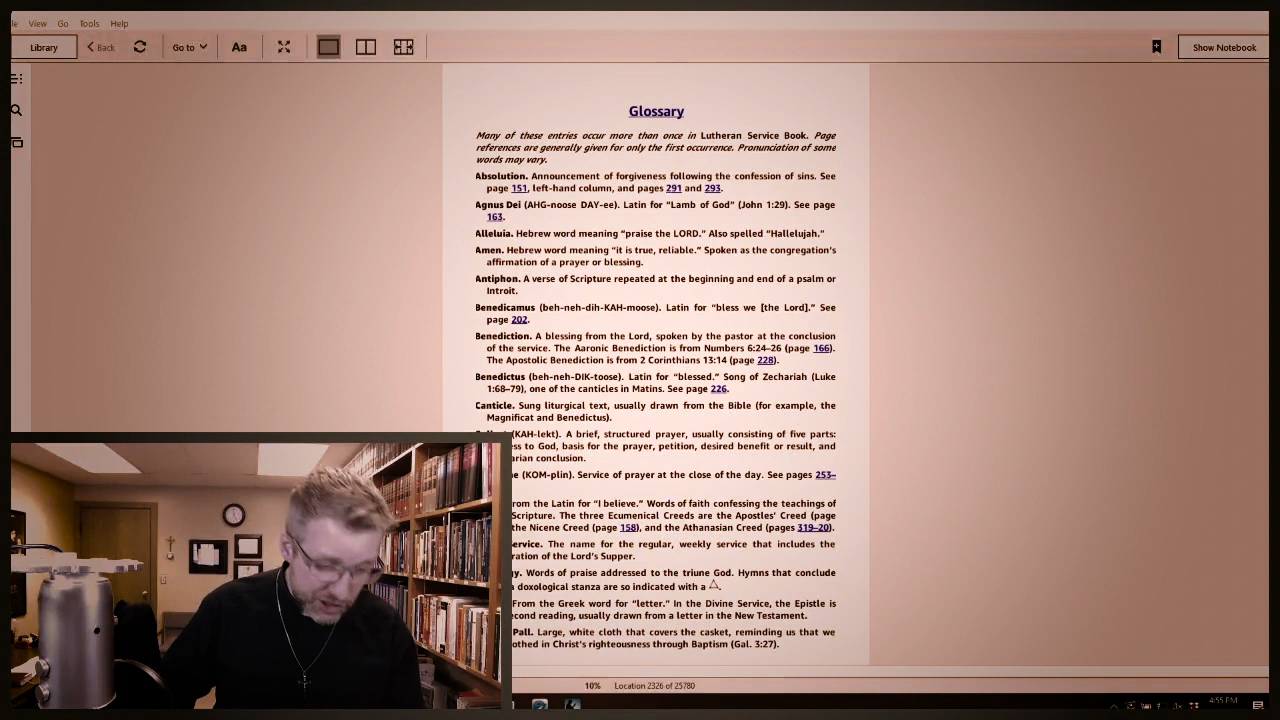 View Go Tools Help
Library Back Go to Aa Show Notebook
Glossary
Many of these entries occur more than once in Lutheran Service Book. Page
references are generally given for only the first occurrence. Pronunciation of some
words may vary.
Absolution. Announcement of forgiveness following the confession of sins. See
page 151, left-hand column, and pages 291 and 293.
Agnus Dei (AHG-noose DAY-ee). Latin for “Lamb of God” (John 1:29). See page
163.
Alleluia. Hebrew word meaning “praise the LORD.” Also spelled “Hallelujah.”
Amen. Hebrew word meaning “it is true, reliable.” Spoken as the congregation’s
affirmation of a prayer or blessing.
Antiphon. A verse of Scripture repeated at the beginning and end of a psalm or
Introit.
Benedicamus (beh-neh-dih-KAH-moose). Latin for “bless we [the Lord].” See
page 202.
Benediction. A blessing from the Lord, spoken by the pastor at the conclusion
of the service. The Aaronic Benediction is from Numbers 6:24–26 (page 166).
The Apostolic Benediction is from 2 Corinthians 13:14 (page 228).
Benedictus (beh-neh-DIK-toose). Latin for “blessed.” Song of Zechariah (Luke
1:68–79), one of the canticles in Matins. See page 226.
Canticle. Sung liturgical text, usually drawn from the Bible (for example, the
Magnificat and Benedictus).
(KAH-lekt). A brief, structured prayer, usually consisting of five parts:
to God, basis for the prayer, petition, desired benefit or result, and
conclusion.
(KOM-plin). Service of prayer at the close of the day. See pages 253–
from the Latin for “I believe.” Words of faith confessing the teachings of
Scripture. The three Ecumenical Creeds are the Apostles’ Creed (page
the Nicene Creed (page 158), and the Athanasian Creed (pages 319–20).
Service. The name for the regular, weekly service that includes the
of the Lord’s Supper.
Words of praise addressed to the triune God. Hymns that conclude
a doxological stanza are so indicated with a △.
From the Greek word for “letter.” In the Divine Service, the Epistle is
second reading, usually drawn from a letter in the New Testament.
Pall. Large, white cloth that covers the casket, reminding us that we
in Christ’s righteousness through Baptism (Gal. 3:27).
10% Location 2326 of 25780
4:55 PM